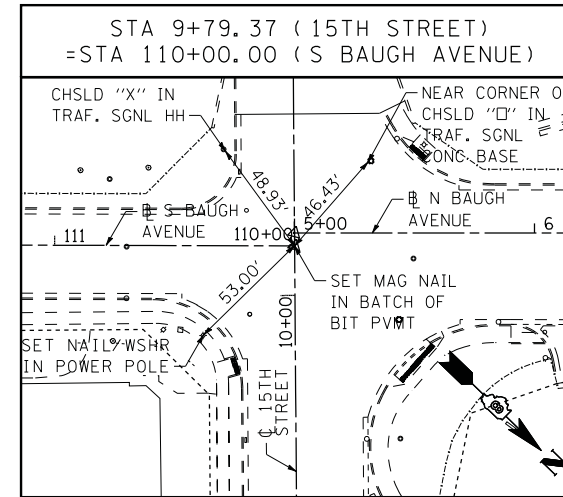 STA 9+79.37 (15TH STREET)
=STA 110+00.00 (S BAUGH AVENUE)
CHSLD "X" IN
TRAF. SGNL HH
NEAR CORNER O
CHSLD "□" IN
TRAF. SGNL
CONC BASE
48.93'
46.43'
℄ S BAUGH
AVENUE
℄ N BAUGH
AVENUE
111
110+00
5+00
6
53.00'
SET MAG NAIL
IN BATCH OF
BIT PVMT
10+00
SET NAIL/WSHR
IN POWER POLE
℄ 15TH
STREET
N